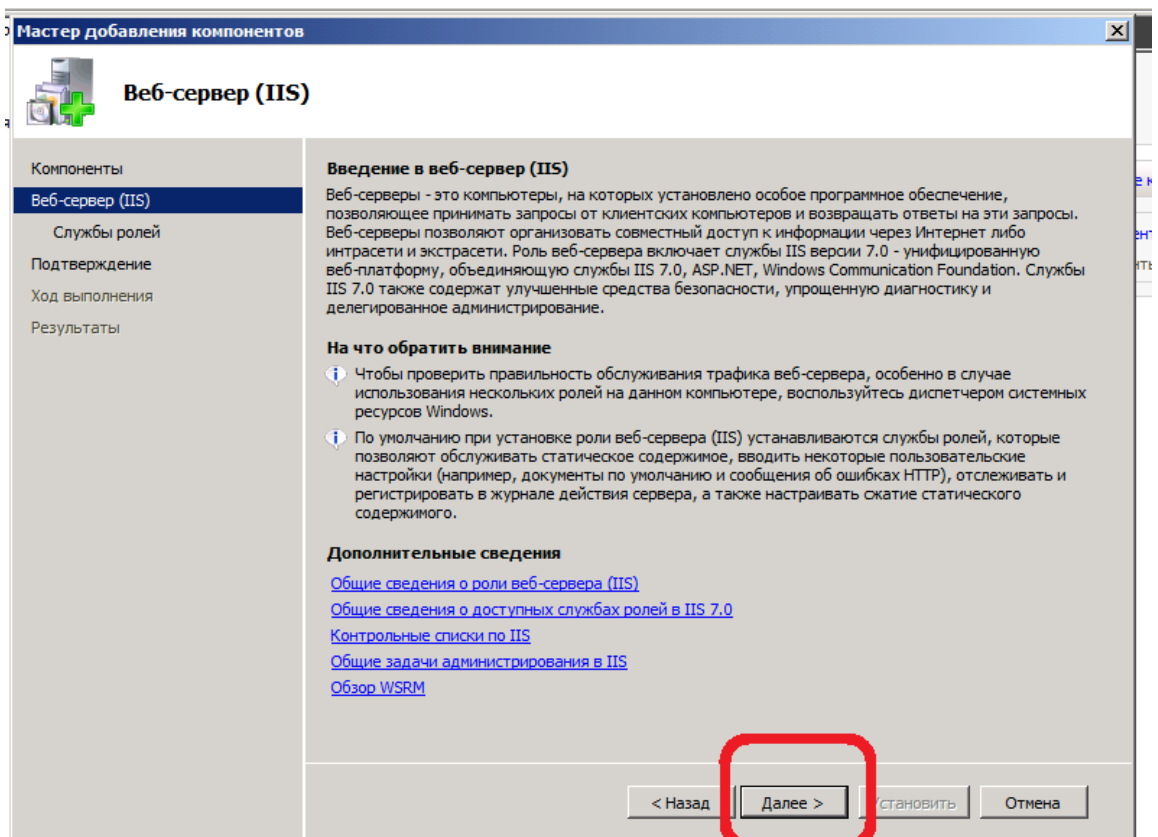 Мастер добавления компонентов
Веб-сервер (IIS)
Компоненты
Веб-сервер (IIS)
Службы ролей
Подтверждение
Ход выполнения
Результаты
Введение в веб-сервер (IIS)
Веб-серверы - это компьютеры, на которых установлено особое программное обеспечение,
позволяющее принимать запросы от клиентских компьютеров и возвращать ответы на эти запросы.
Веб-серверы позволяют организовать совместный доступ к информации через Интернет либо
интрасети и экстрасети. Роль веб-сервера включает службы IIS версии 7.0 - унифицированную
веб-платформу, объединяющую службы IIS 7.0, ASP.NET, Windows Communication Foundation. Службы
IIS 7.0 также содержат улучшенные средства безопасности, упрощенную диагностику и
делегированное администрирование.
На что обратить внимание
Чтобы проверить правильность обслуживания трафика веб-сервера, особенно в случае
использования нескольких ролей на данном компьютере, воспользуйтесь диспетчером системных
ресурсов Windows.
По умолчанию при установке роли веб-сервера (IIS) устанавливаются службы ролей, которые
позволяют обслуживать статическое содержимое, вводить некоторые пользовательские
настройки (например, документы по умолчанию и сообщения об ошибках HTTP), отслеживать и
регистрировать в журнале действия сервера, а также настраивать сжатие статического
содержимого.
Дополнительные сведения
Общие сведения о роли веб-сервера (IIS)
Общие сведения о доступных службах ролей в IIS 7.0
Контрольные списки по IIS
Общие задачи администрирования в IIS
Обзор WSRM
< Назад
Далее >
Установить
Отмена